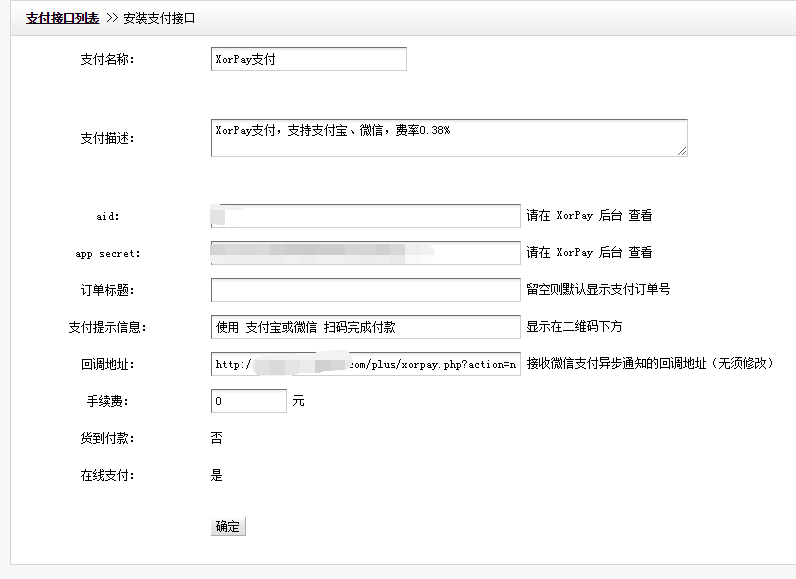 支付接口列表 >> 安装支付接口
支付名称： XorPay支付
支付描述： XorPay支付，支持支付宝、微信，费率0.38%
aid： 请在 XorPay 后台 查看
app secret： 请在 XorPay 后台 查看
订单标题： 留空则默认显示支付订单号
支付提示信息： 使用 支付宝或微信 扫码完成付款 显示在二维码下方
回调地址： http:/ com/plus/xorpay.php?action=n 接收微信支付异步通知的回调地址（无须修改）
手续费： 0 元
货到付款： 否
在线支付： 是
确定